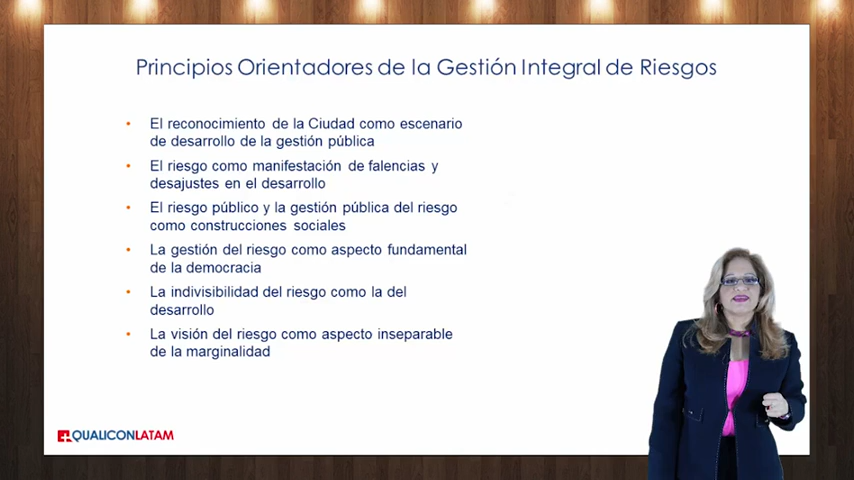 Principios Orientadores de la Gestión Integral de Riesgos
• El reconocimiento de la Ciudad como escenario
de desarrollo de la gestión pública
• El riesgo como manifestación de falencias y
desajustes en el desarrollo
• El riesgo público y la gestión pública del riesgo
como construcciones sociales
• La gestión del riesgo como aspecto fundamental
de la democracia
• La indivisibilidad del riesgo como la del
desarrollo
• La visión del riesgo como aspecto inseparable
de la marginalidad
QUALICONLATAM